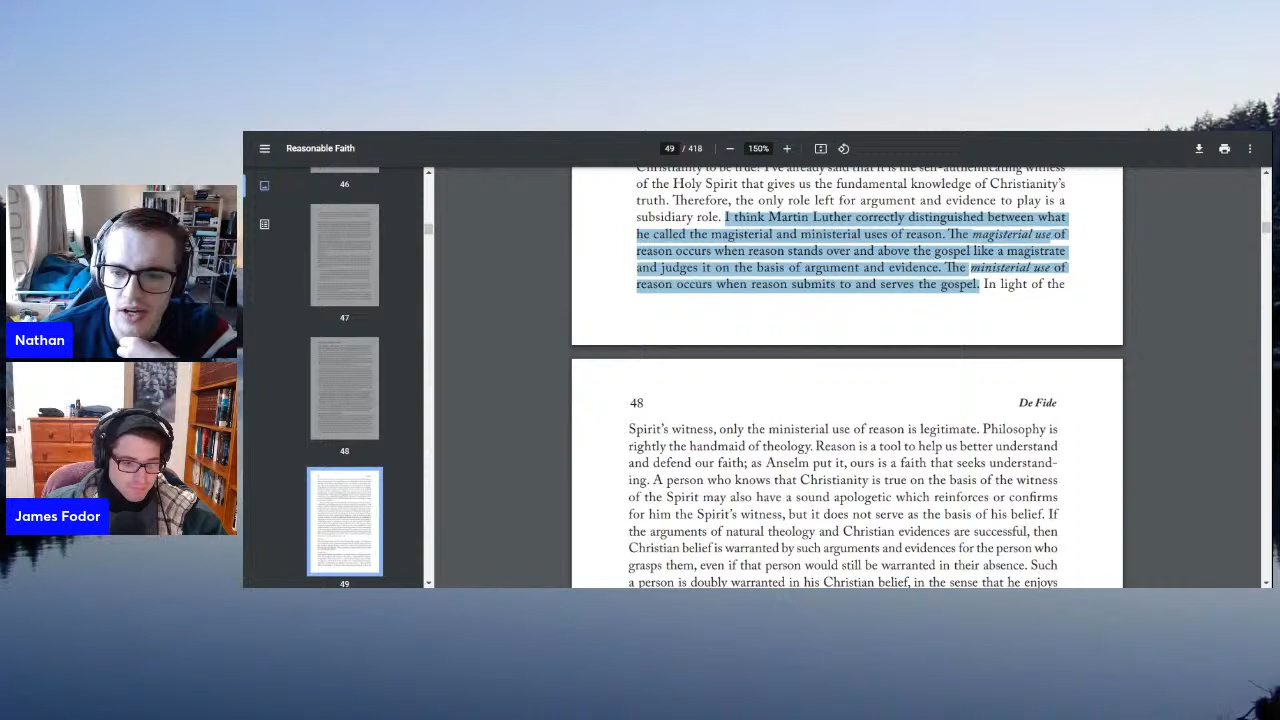 Reasonable Faith
49 / 418
150%
46
47
48
49
Nathan
James Fodor
Christianity to be true? I've already said that it is the self-authenticating witness
of the Holy Spirit that gives us the fundamental knowledge of Christianity's
truth. Therefore, the only role left for argument and evidence to play is a
subsidiary role. I think Martin Luther correctly distinguished between what
he called the magisterial and ministerial uses of reason. The magisterial use of
reason occurs when reason stands over and above the gospel like a magistrate
and judges it on the basis of argument and evidence. The ministerial use of
reason occurs when reason submits to and serves the gospel. In light of the
48
De Fide
Spirit's witness, only the ministerial use of reason is legitimate. Philosophy is
rightly the handmaid of theology. Reason is a tool to help us better understand
and defend our faith; as Anselm put it, ours is a faith that seeks understand-
ing. A person who knows that Christianity is true on the basis of the witness
of the Spirit may also have a sound apologetic which reinforces or confirms
for him the Spirit's witness, but it does not serve as the basis of his belief. If
the arguments of natural theology and Christian evidences are successful, then
Christian belief is warranted by such arguments and evidences for the person who
grasps them, even if that person would still be warranted in their absence. Such
a person is doubly warranted in his Christian belief, in the sense that he enjoys